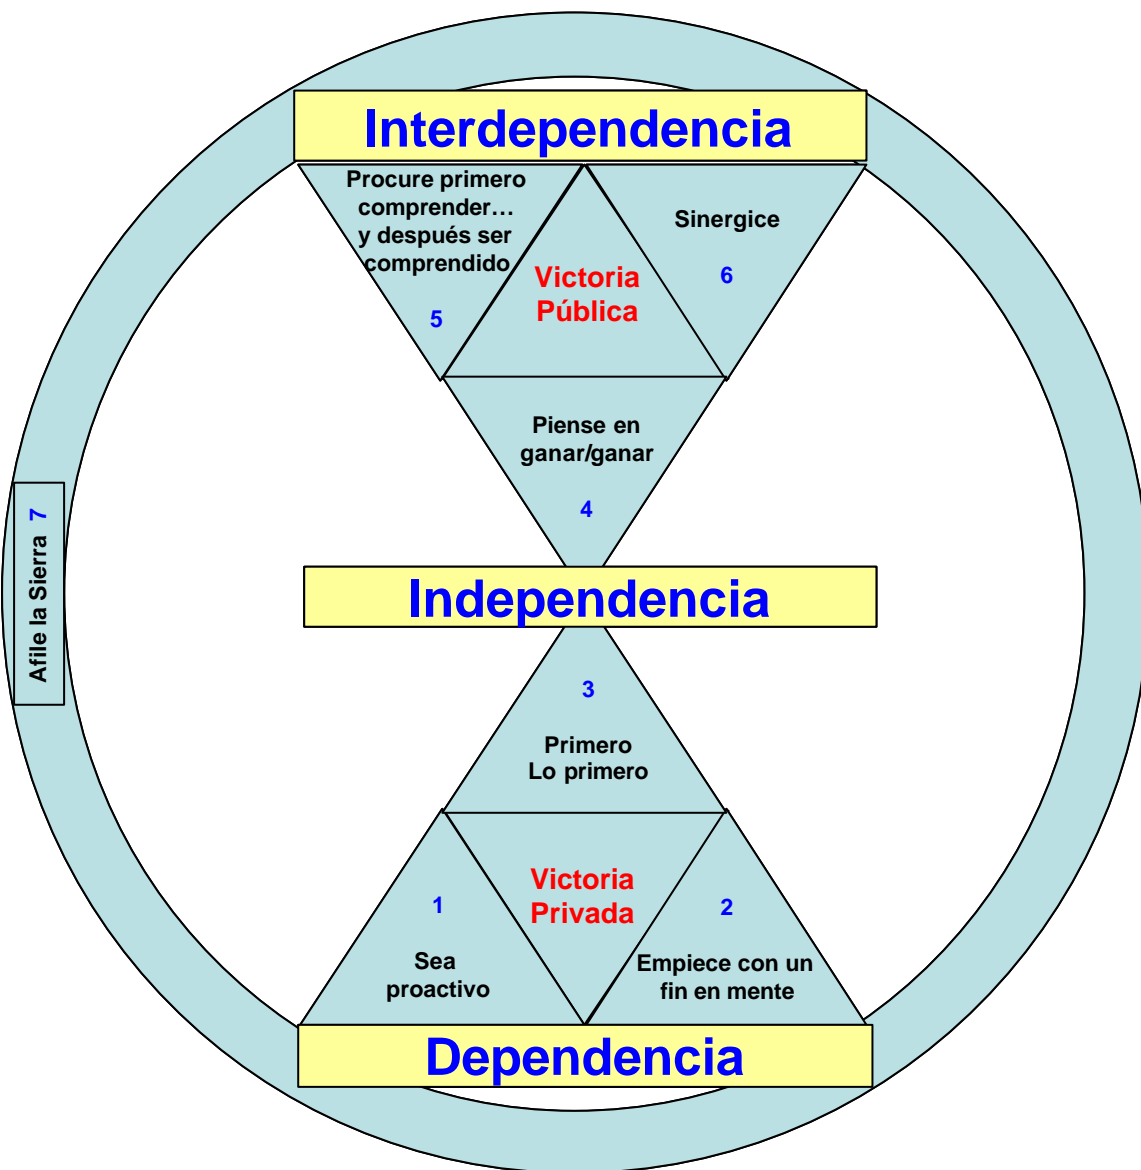 Interdependencia
Procure primero
comprender…
y después ser
comprendido
5
Victoria
Pública
Sinergice
6
Piense en
ganar/ganar
4
Afile la Sierra 7
Independencia
3
Primero
Lo primero
Victoria
Privada
1
Sea
proactivo
2
Empiece con un
fin en mente
Dependencia